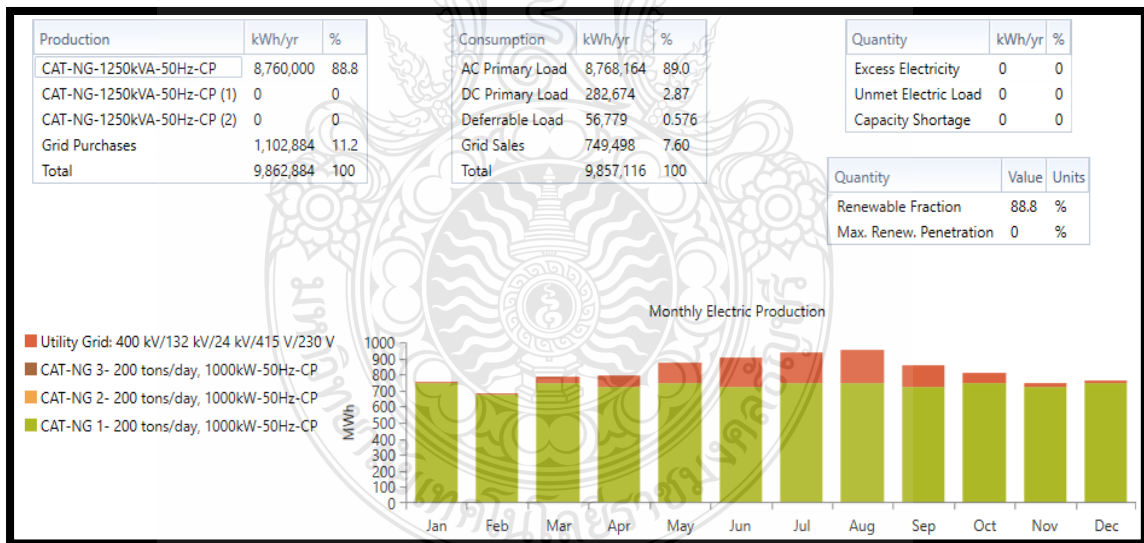 Production kWh/yr %
CAT-NG-1250kVA-50Hz-CP 8,760,000 88.8
CAT-NG-1250kVA-50Hz-CP (1) 0 0
CAT-NG-1250kVA-50Hz-CP (2) 0 0
Grid Purchases 1,102,884 11.2
Total 9,862,884 100
Consumption kWh/yr %
AC Primary Load 8,768,164 89.0
DC Primary Load 282,674 2.87
Deferrable Load 56,779 0.576
Grid Sales 749,498 7.60
Total 9,857,116 100
Quantity kWh/yr %
Excess Electricity 0 0
Unmet Electric Load 0 0
Capacity Shortage 0 0
Quantity Value Units
Renewable Fraction 88.8 %
Max. Renew. Penetration 0 %
Monthly Electric Production
Utility Grid: 400 kV/132 kV/24 kV/415 V/230 V
CAT-NG 3- 200 tons/day, 1000kW-50Hz-CP
CAT-NG 2- 200 tons/day, 1000kW-50Hz-CP
CAT-NG 1- 200 tons/day, 1000kW-50Hz-CP
MWh
1000
900
800
700
600
500
400
300
200
100
0
Jan Feb Mar Apr May Jun Jul Aug Sep Oct Nov Dec